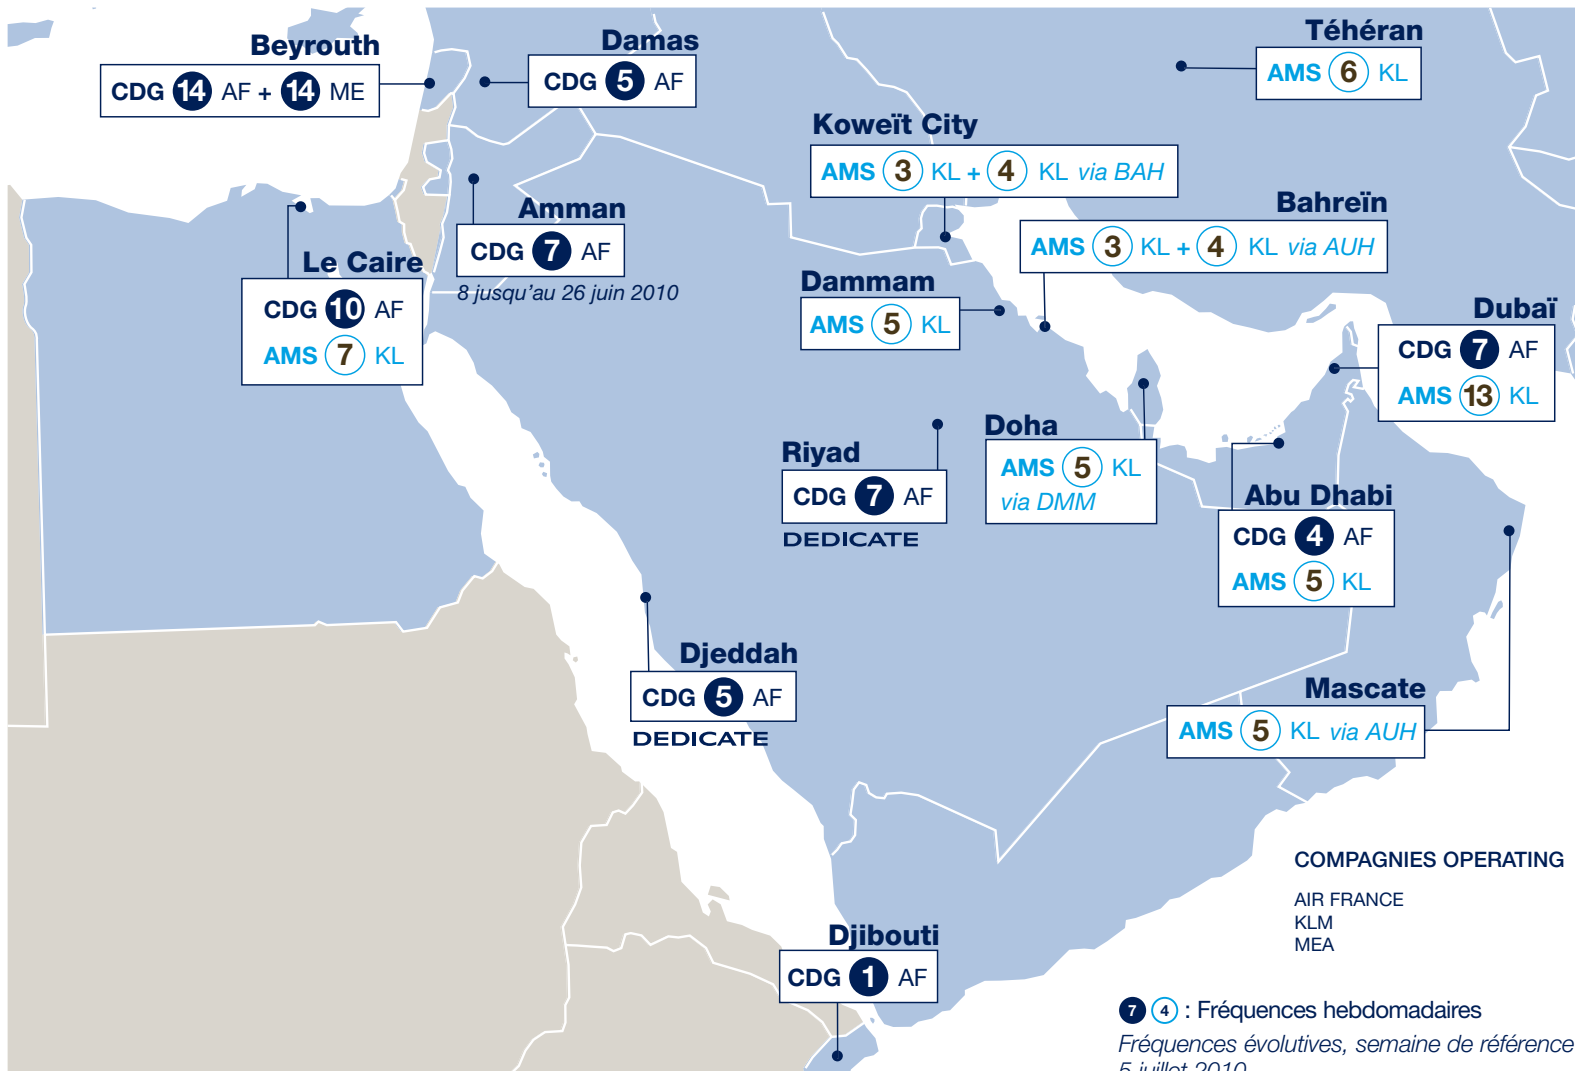 Beyrouth
CDG 14 AF + 14 ME
Damas
CDG 5 AF
Téhéran
AMS 6 KL
Koweït City
AMS 3 KL + 4 KL via BAH
Amman
CDG 7 AF
8 jusqu'au 26 juin 2010
Bahreïn
AMS 3 KL + 4 KL via AUH
Le Caire
CDG 10 AF
AMS 7 KL
Dammam
AMS 5 KL
Dubaï
CDG 7 AF
AMS 13 KL
Riyad
CDG 7 AF
DEDICATE
Doha
AMS 5 KL
via DMM
Abu Dhabi
CDG 4 AF
AMS 5 KL
Djeddah
CDG 5 AF
DEDICATE
Mascate
AMS 5 KL via AUH
Djibouti
CDG 1 AF
COMPAGNIES OPERATING
AIR FRANCE
KLM
MEA
7 4 : Fréquences hebdomadaires
Fréquences évolutives, semaine de référence
5 juillet 2010